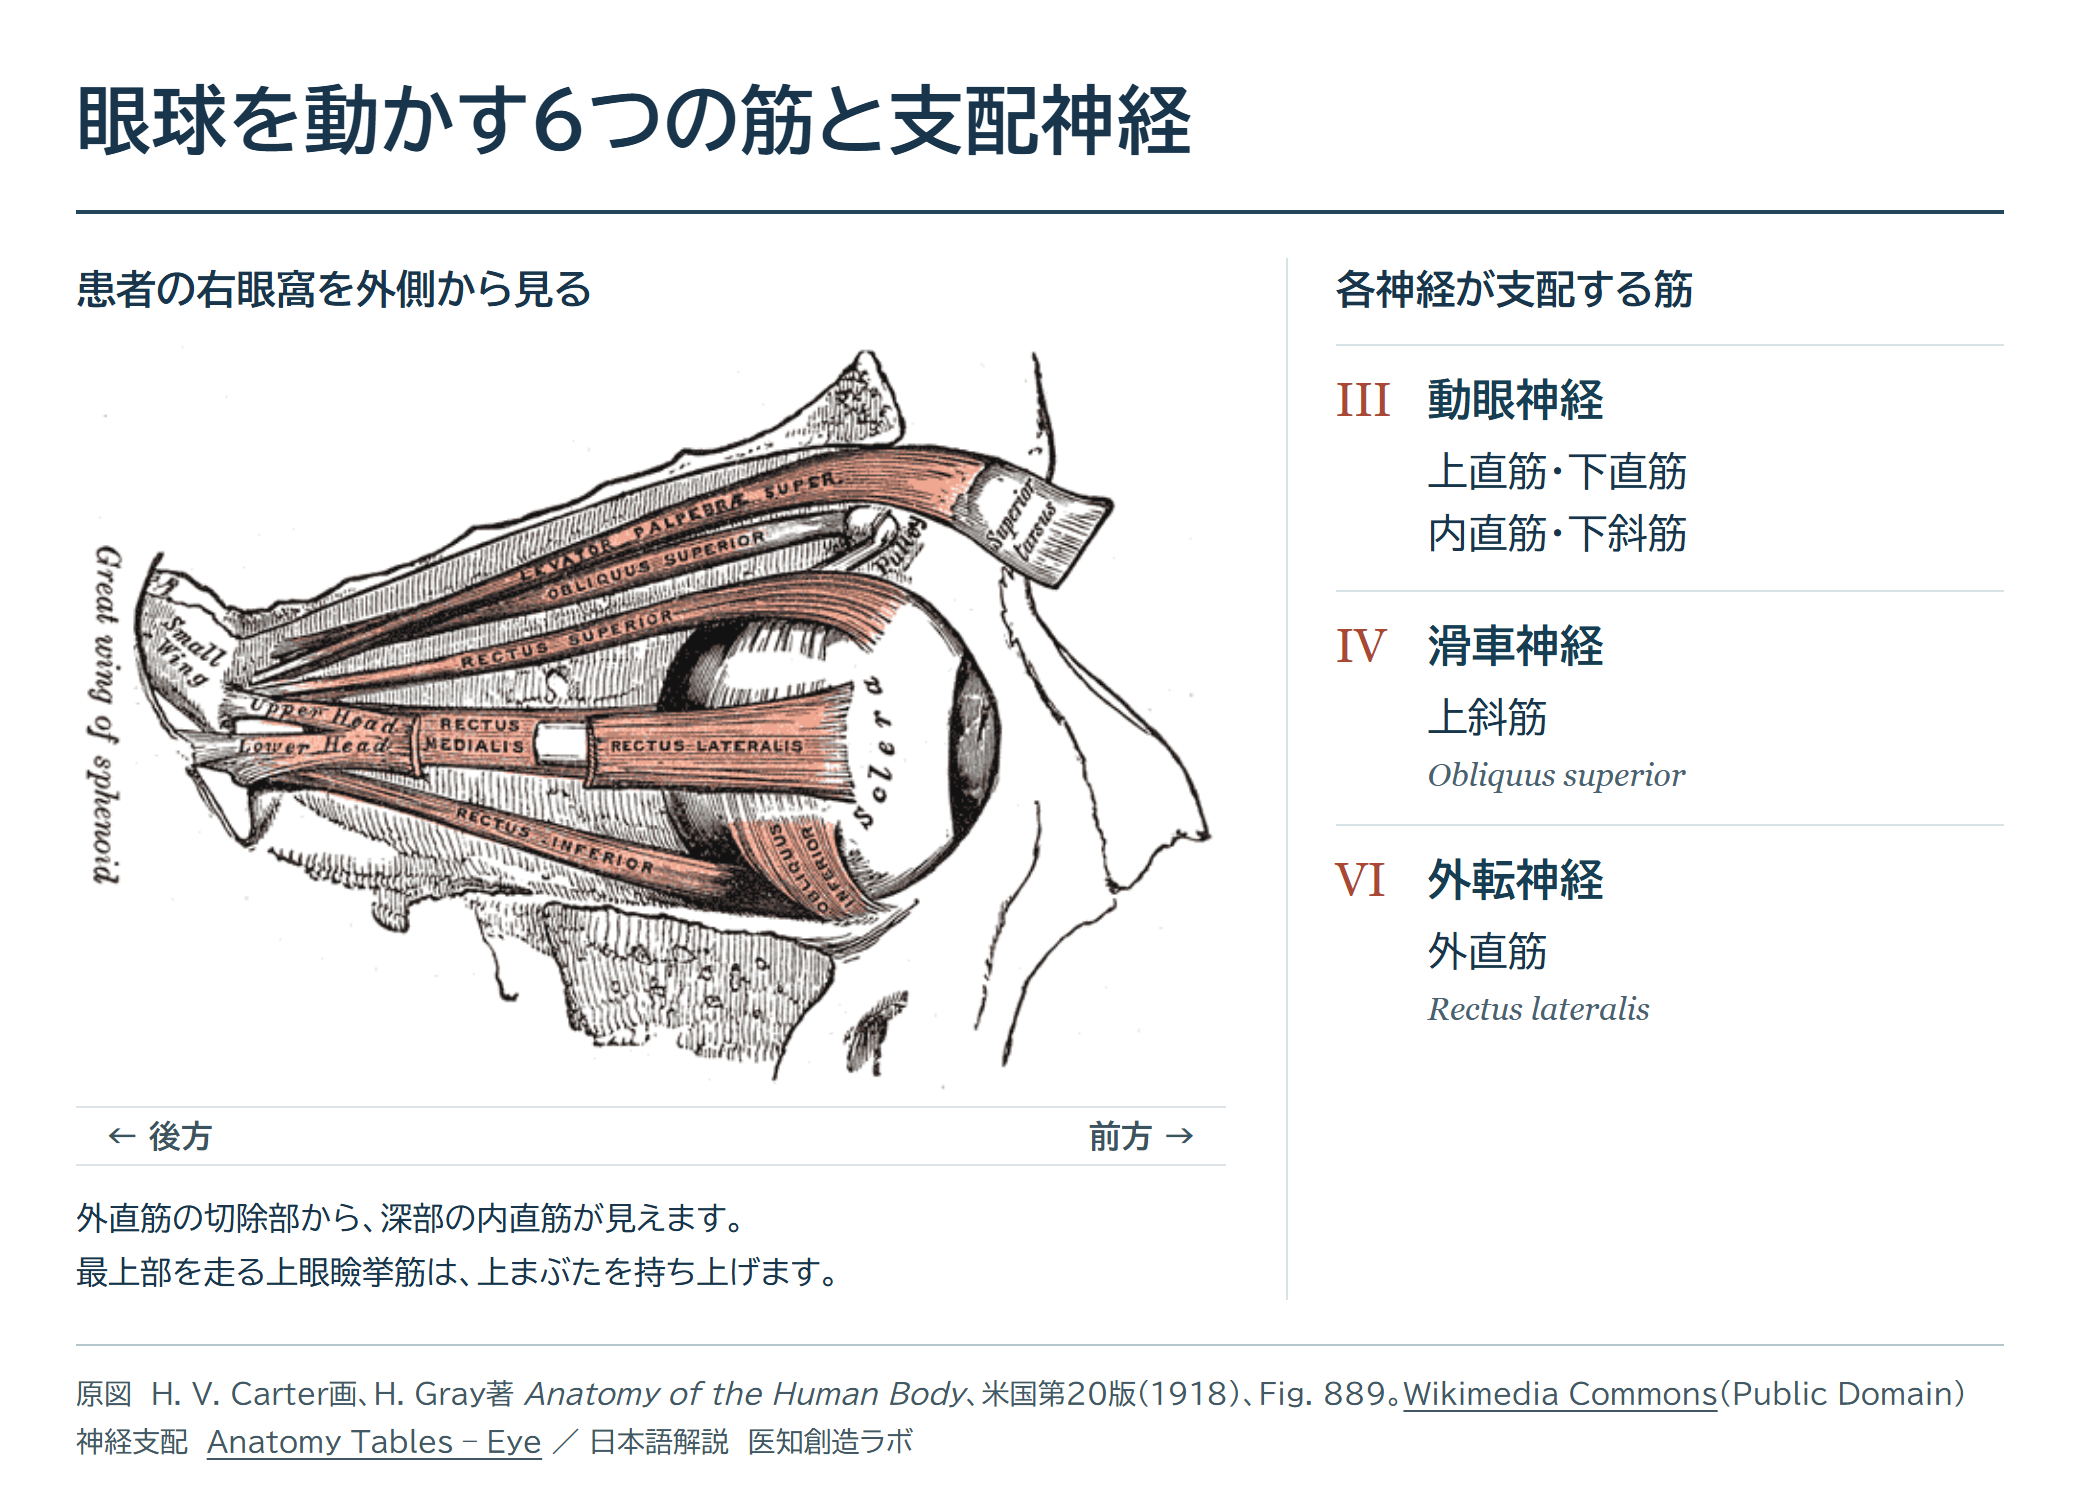 眼球を動かす6つの筋と支配神経
患者の右眼窩を外側から見る
Great wing of sphenoid
Small
Wing
LEVATOR PALPEBRÆ SUPER.
OBLIQUUS SUPERIOR
Pulley
Superior
tarsus
RECTUS SUPERIOR
Upper Head
Lower Head
RECTUS
MEDIALIS
RECTUS LATERALIS
Sclera
RECTUS INFERIOR
OBLIQUUS
INFERIOR
← 後方
前方 →
外直筋の切除部から、深部の内直筋が見えます。
最上部を走る上眼瞼挙筋は、上まぶたを持ち上げます。
各神経が支配する筋
III 動眼神経
上直筋・下直筋
内直筋・下斜筋
IV 滑車神経
上斜筋
Obliquus superior
VI 外転神経
外直筋
Rectus lateralis
原図 H. V. Carter画、H. Gray著 Anatomy of the Human Body、米国第20版（1918）、Fig. 889。Wikimedia Commons（Public Domain）
神経支配 Anatomy Tables – Eye ／ 日本語解説 医知創造ラボ